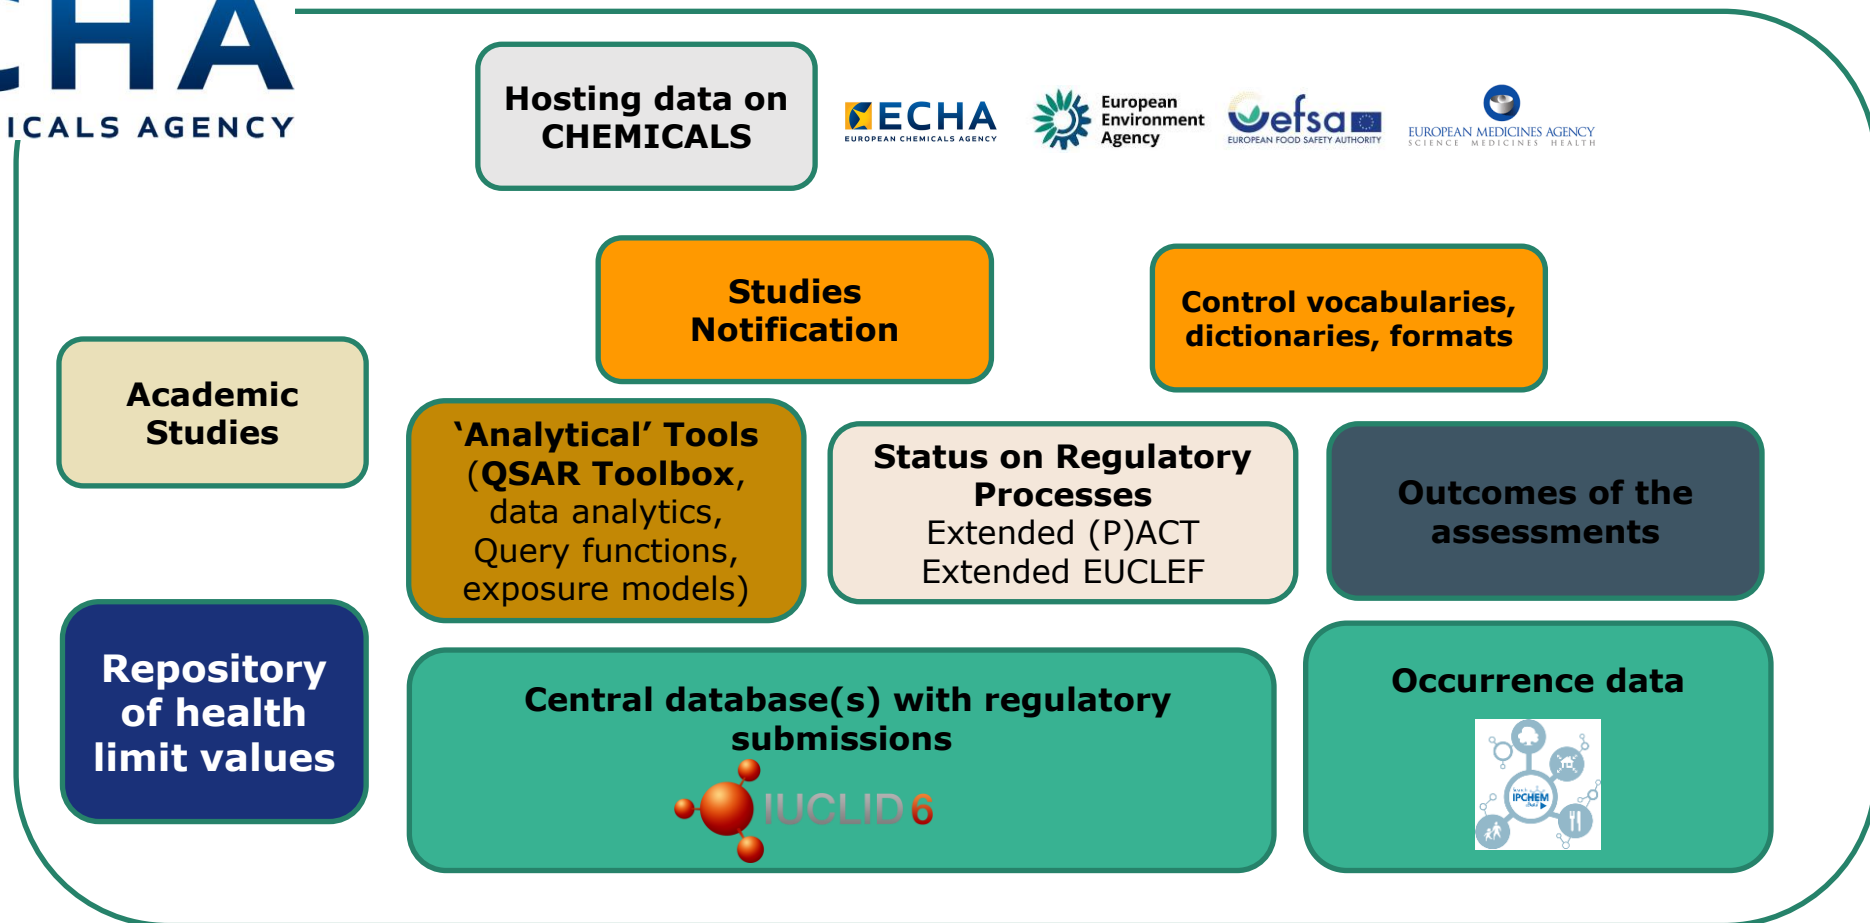 CHA
ICALS AGENCY
Hosting data on
CHEMICALS
ECHA
EUROPEAN CHEMICALS AGENCY
European
Environment
Agency
efsa
EUROPEAN FOOD SAFETY AUTHORITY
EUROPEAN MEDICINES AGENCY
SCIENCE MEDICINES HEALTH
Studies
Notification
Control vocabularies,
dictionaries, formats
Academic
Studies
‘Analytical’ Tools
(QSAR Toolbox,
data analytics,
Query functions,
exposure models)
Status on Regulatory
Processes
Extended (P)ACT
Extended EUCLEF
Outcomes of the
assessments
Repository
of health
limit values
Central database(s) with regulatory
submissions
IUCLID 6
Occurrence data
IPCHEM